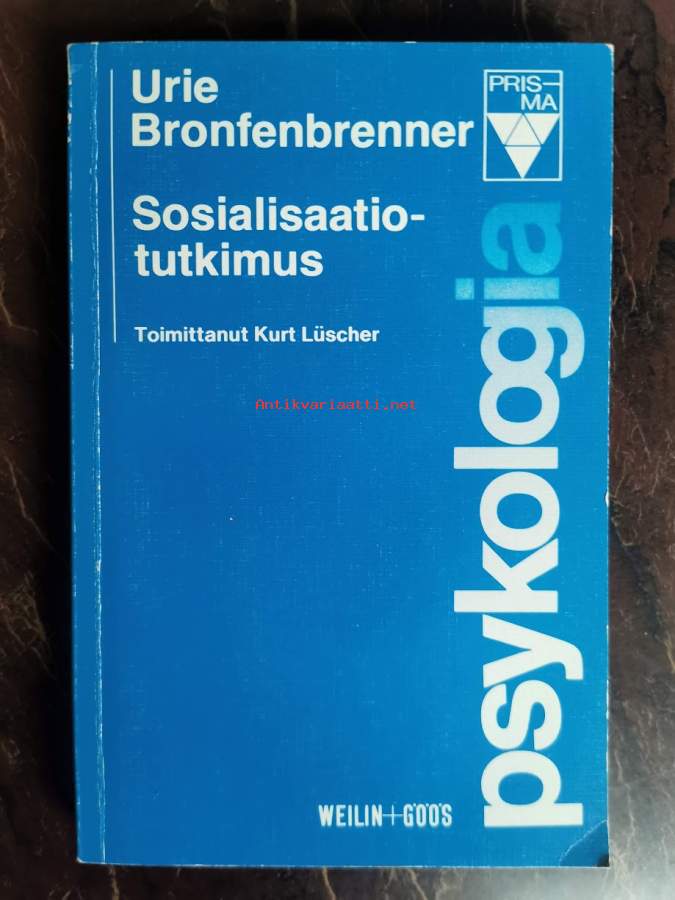 Urie
Bronfenbrenner
PRIS-
MA
Sosialisaatio-
tutkimus
Toimittanut Kurt Lüscher
Antikvariaatti.net
psykologia
WEILIN+GÖÖS